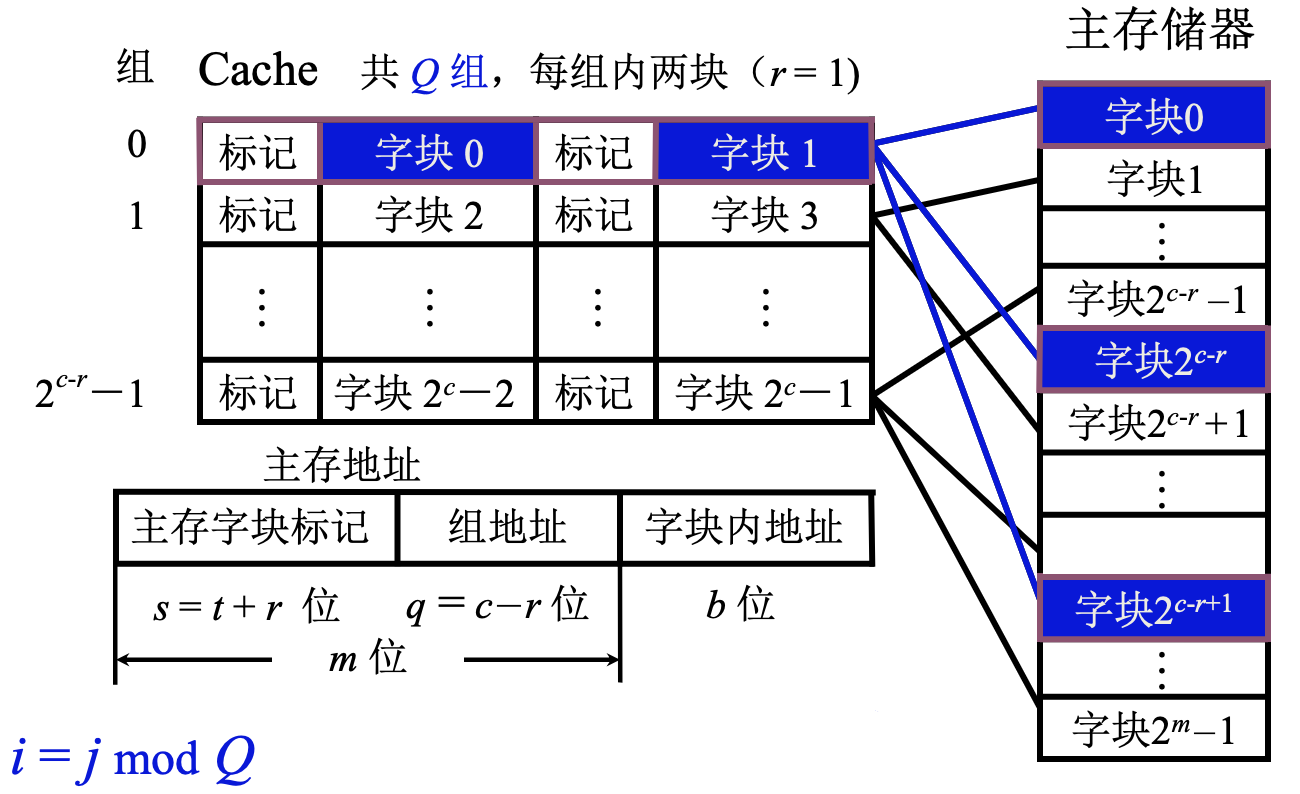 主存储器
组 Cache 共 Q 组，每组内两块（r = 1）
0 标记 字块 0 标记 字块 1
1 标记 字块 2 标记 字块 3
⋮ ⋮ ⋮ ⋮
2^{c-r}－1 标记 字块 2^c－2 标记 字块 2^c－1
字块0
字块1
⋮
字块2^{c-r} –1
字块2^{c-r}
字块2^{c-r} + 1
⋮
字块2^{c-r+1}
⋮
字块2^m–1
主存地址
主存字块标记 组地址 字块内地址
s = t + r 位 q = c–r 位 b 位
m 位
i = j mod Q